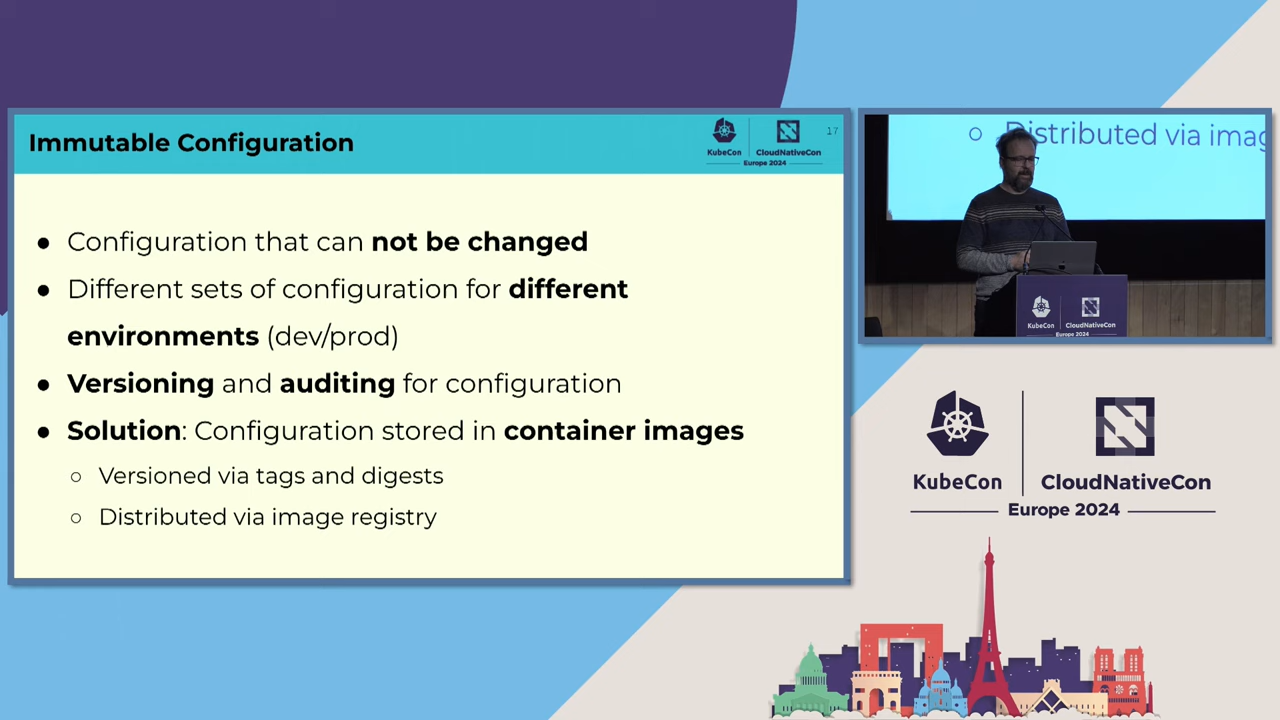 Immutable Configuration
KubeCon
CloudNativeCon
Europe 2024
17
● Configuration that can not be changed
● Different sets of configuration for different
environments (dev/prod)
● Versioning and auditing for configuration
● Solution: Configuration stored in container images
○ Versioned via tags and digests
○ Distributed via image registry
○ Distributed via imag
KubeCon
CloudNativeCon
Europe 2024
KubeCon
CloudNativeCon
Europe 2024